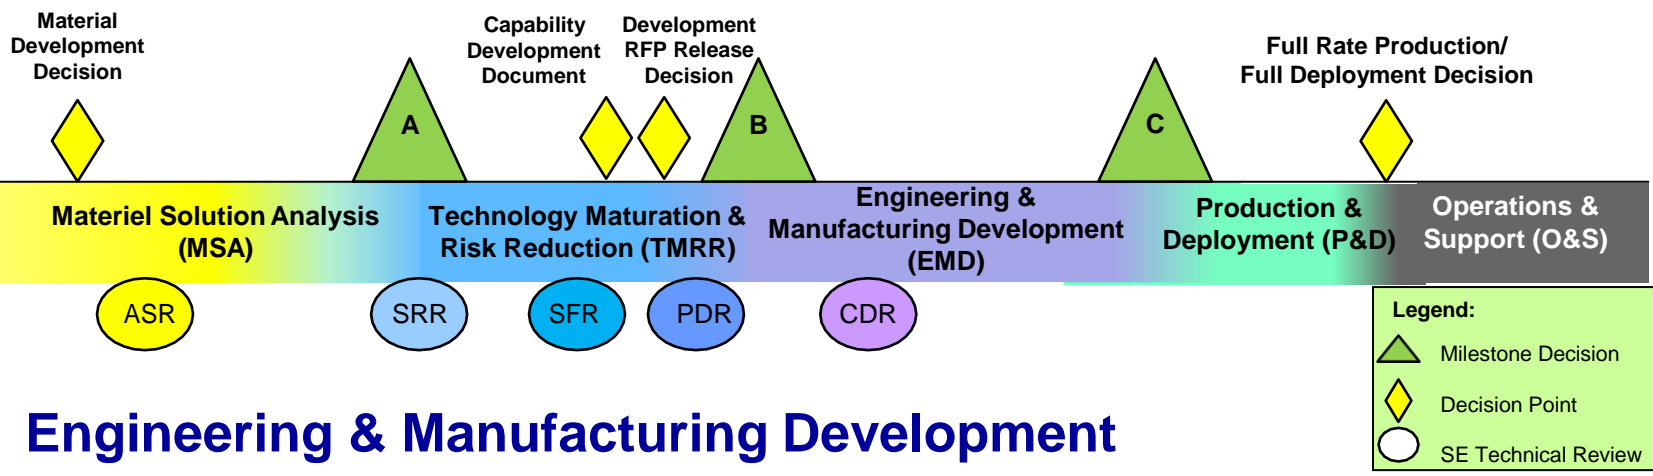 Material
Development
Decision
Capability
Development
Document
Development
RFP Release
Decision
Full Rate Production/
Full Deployment Decision
A
B
C
Materiel Solution Analysis
(MSA)
Technology Maturation &
Risk Reduction (TMRR)
Engineering &
Manufacturing Development
(EMD)
Production &
Deployment (P&D)
Operations &
Support (O&S)
ASR
SRR
SFR
PDR
CDR
Legend:
Milestone Decision
Decision Point
SE Technical Review
Engineering & Manufacturing Development